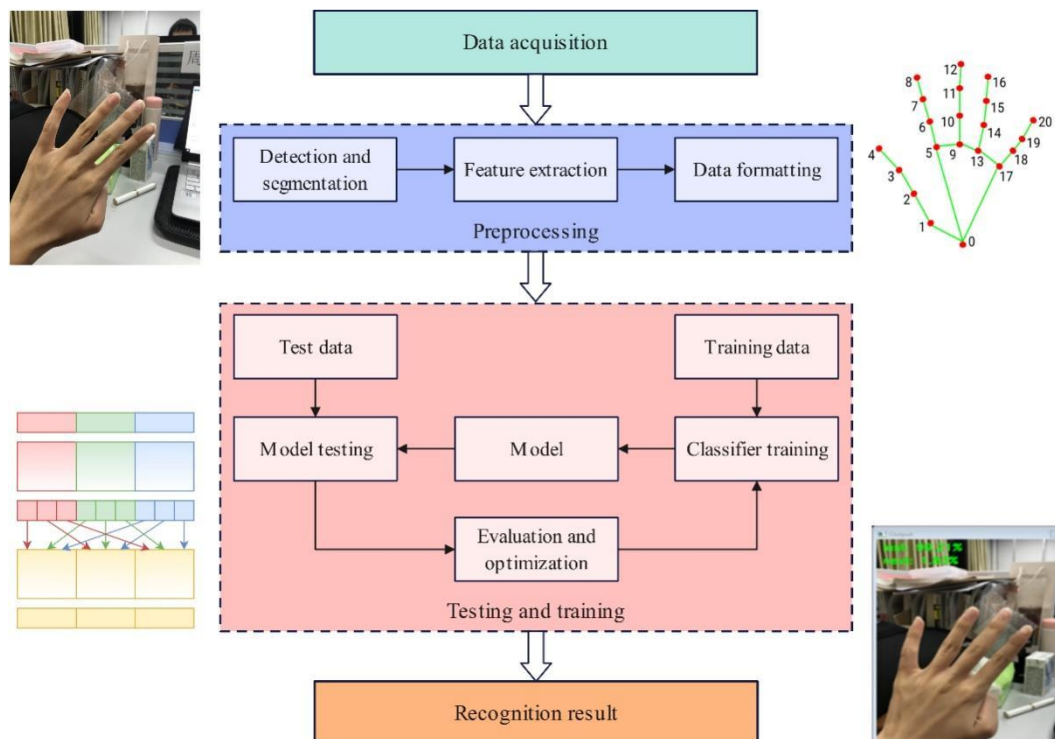 Data acquisition
Detection and
segmentation
Feature extraction
Data formatting
Preprocessing
Test data
Training data
Model testing
Model
Classifier training
Evaluation and
optimization
Testing and training
Recognition result
周
12
8
16
11
7
15
20
6
10
14
19
4
5
9
13
18
3
17
2
1
0